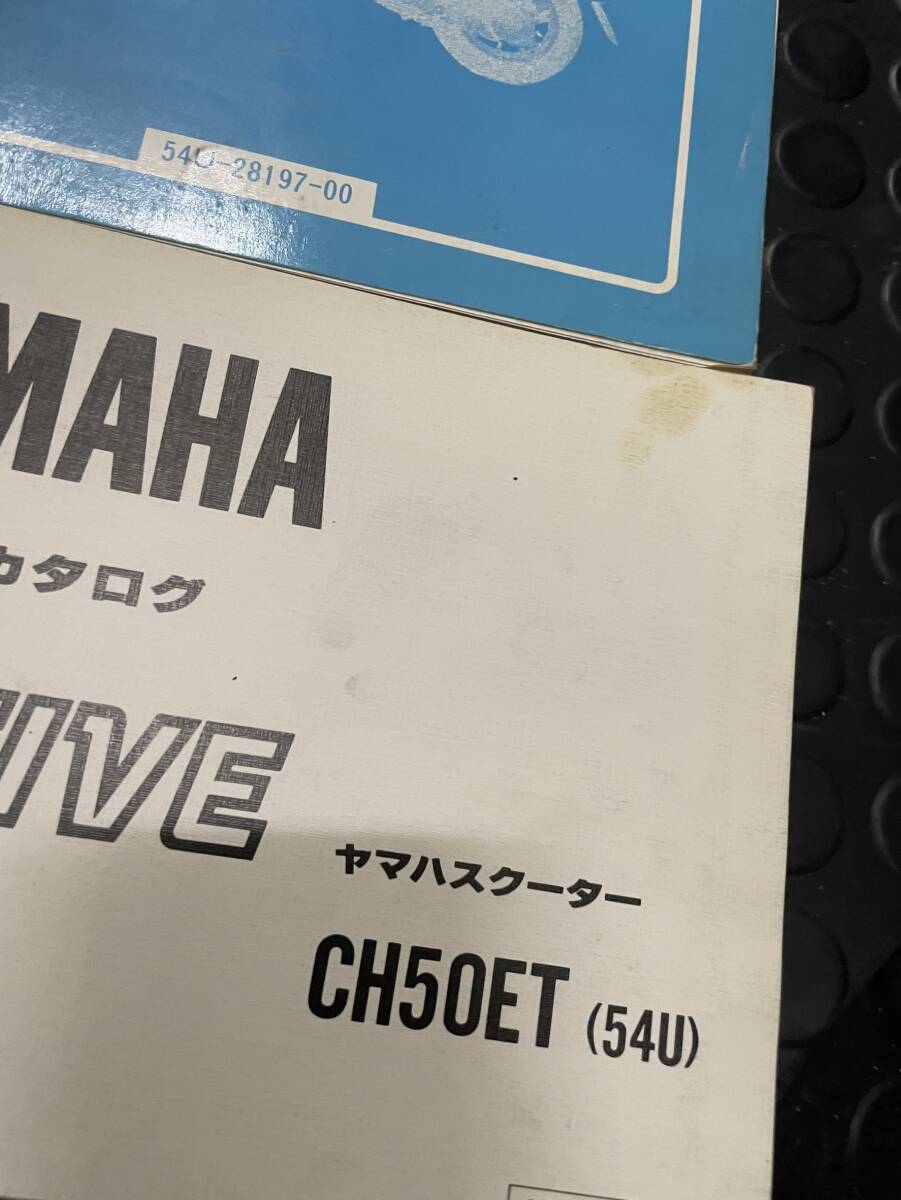 54U-28197-00
MAHA
カタログ
IVE
ヤマハスクーター
CH50ET (54U)